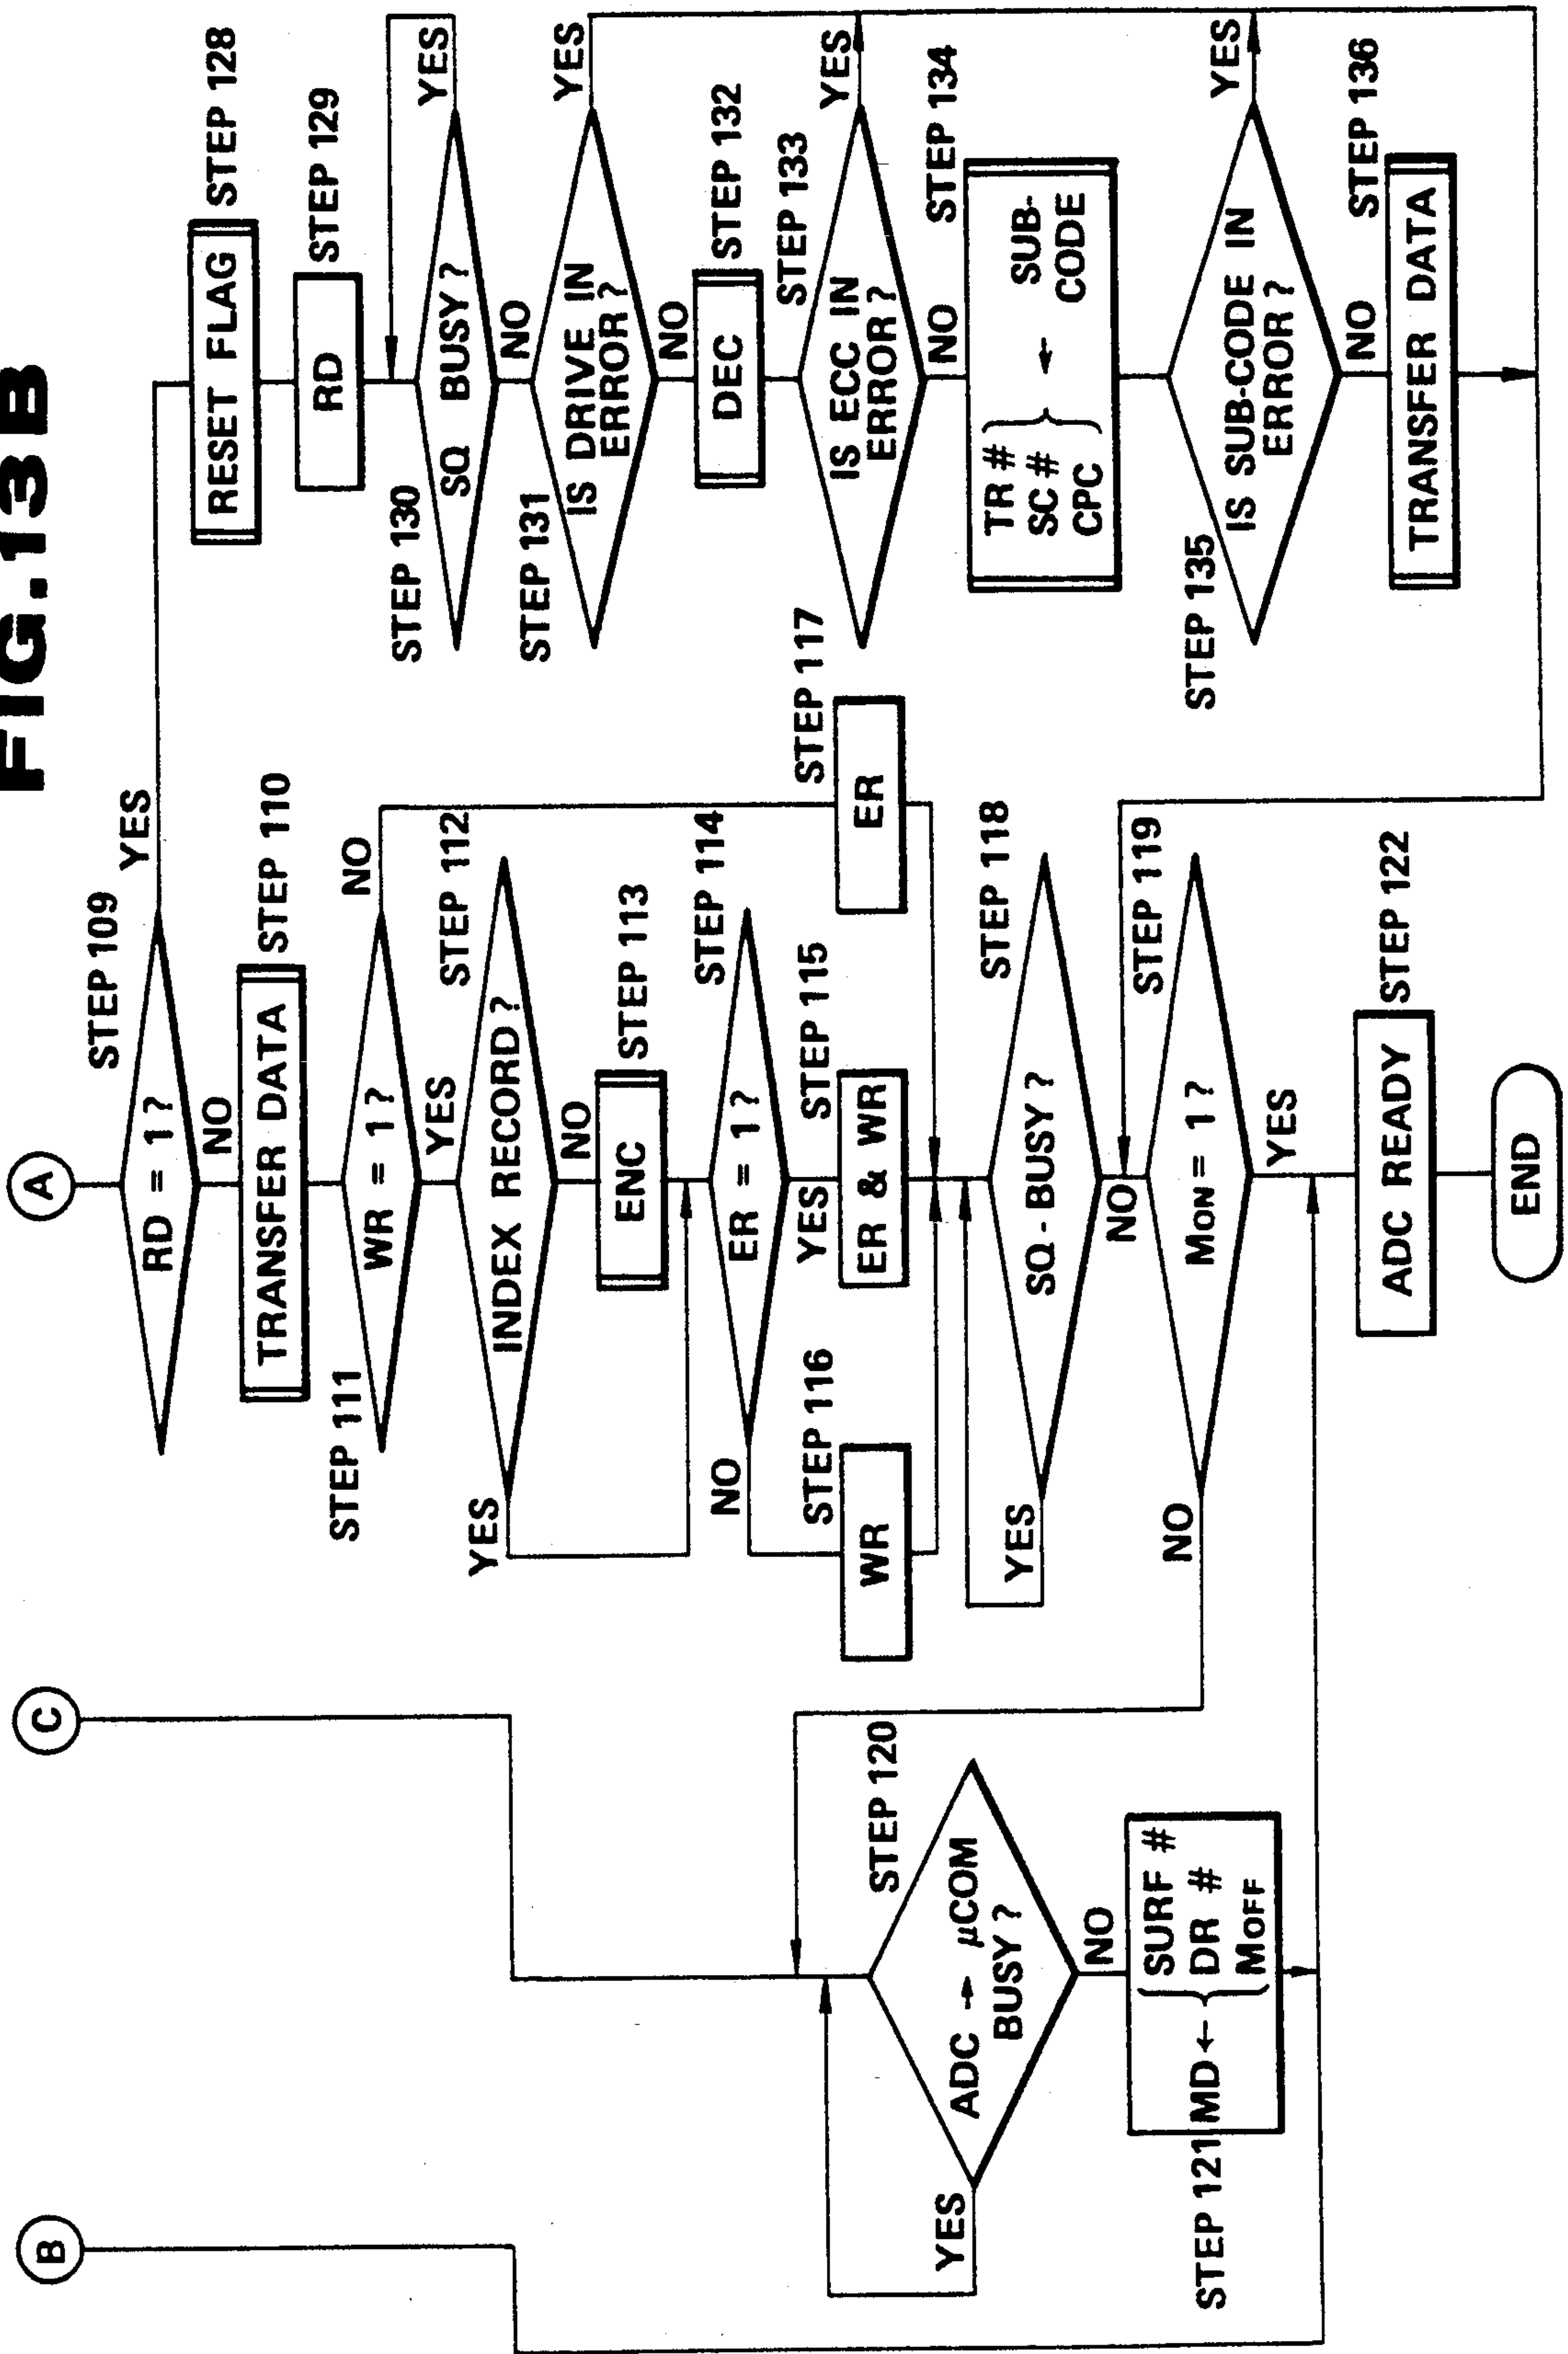 FIG.13B
B
C
A
STEP 109
RD = 1 ?
YES
NO
TRANSFER DATA
STEP 110
STEP 111
WR = 1 ?
NO
YES
STEP 112
INDEX RECORD ?
YES
NO
ENC
STEP 113
STEP 114
ER = 1 ?
NO
YES
STEP 116
WR
STEP 115
ER & WR
STEP 117
ER
STEP 118
SQ - BUSY ?
YES
NO
STEP 119
MON = 1 ?
NO
YES
STEP 120
ADC → μCOM
BUSY ?
YES
NO
STEP 121
MD ← { SURF #
DR #
MOFF
ADC READY
STEP 122
END
RESET FLAG
STEP 128
RD
STEP 129
STEP 130
SQ BUSY ?
YES
NO
STEP 131
IS DRIVE IN
ERROR ?
YES
NO
DEC
STEP 132
STEP 133
IS ECC IN
ERROR ?
YES
NO
STEP 134
TR #
SC #
CPC
} ← SUB-
CODE
STEP 135
IS SUB-CODE IN
ERROR ?
YES
NO
STEP 136
TRANSFER DATA